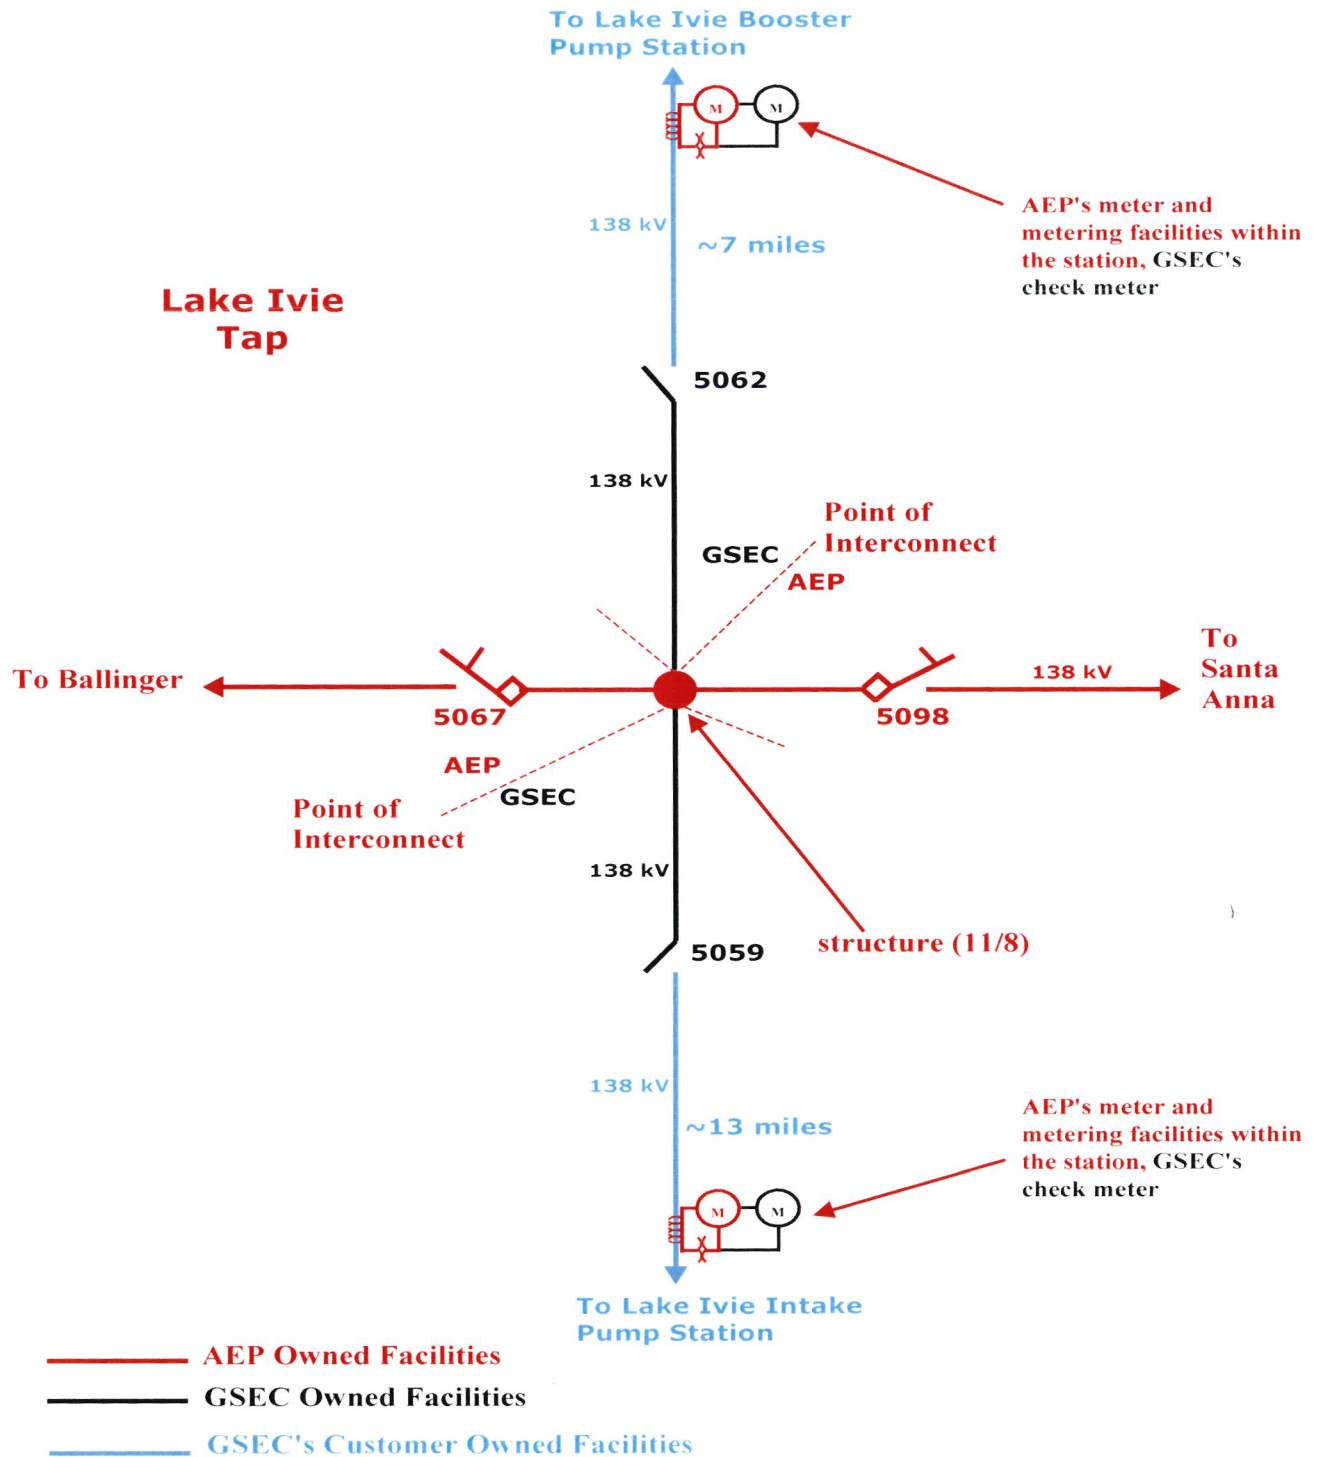 To Lake Ivie Booster
Pump Station
M M
AEP's meter and
metering facilities within
the station, GSEC's
check meter
138 kV
~7 miles
Lake Ivie
Tap
5062
138 kV
Point of
Interconnect
GSEC
AEP
To
Santa
Anna
To Ballinger
138 kV
5067
5098
AEP
GSEC
Point of
Interconnect
138 kV
structure (11/8)
5059
138 kV
~13 miles
AEP's meter and
metering facilities within
the station, GSEC's
check meter
M M
To Lake Ivie Intake
Pump Station
AEP Owned Facilities
GSEC Owned Facilities
GSEC's Customer Owned Facilities